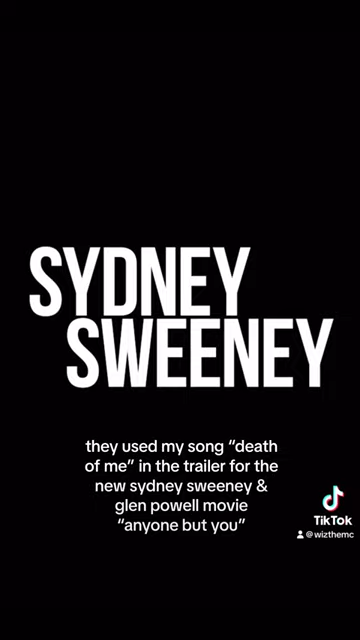 SYDNEY
SWEENEY
they used my song “death
of me” in the trailer for the
new sydney sweeney &
glen powell movie
“anyone but you”
TikTok
@wizthemc